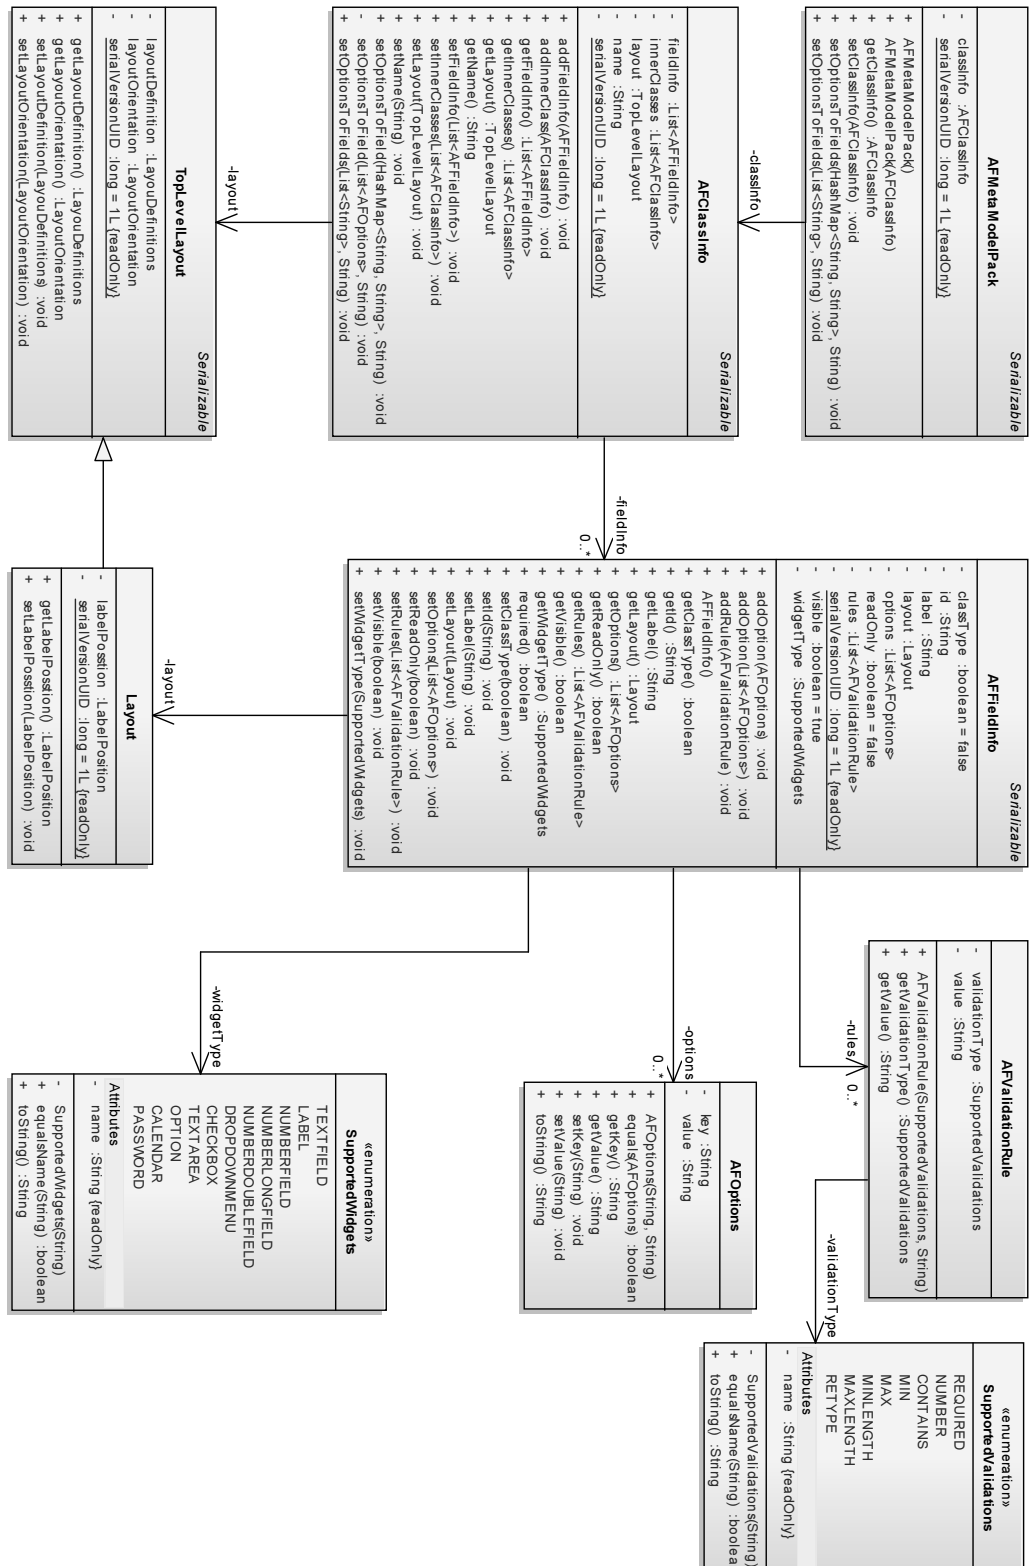 Serializable
AFMetaModelPack
- classInfo :AFClassInfo
- serialVersionUID :long = 1L {readOnly}
+ AFMetaModelPack()
+ AFMetaModelPack(AFClassInfo)
+ getClassInfo() :AFClassInfo
+ setClassInfo(AFClassInfo) :void
+ setOptionsToFields(HashMap<String, String>, String) :void
+ setOptionsToFields(List<String>, String) :void
-classInfo
Serializable
AFClassInfo
- fieldInfo :List<AFFieldInfo>
- innerClasses :List<AFClassInfo>
- layout :TopLevelLayout
- name :String
- serialVersionUID :long = 1L {readOnly}
+ addFieldInfo(AFFieldInfo) :void
+ addInnerClass(AFClassInfo) :void
+ getFieldInfo() :List<AFFieldInfo>
+ getInnerClasses() :List<AFClassInfo>
+ getLayout() :TopLevelLayout
+ getName() :String
+ setFieldInfo(List<AFFieldInfo>) :void
+ setInnerClasses(List<AFClassInfo>) :void
+ setLayout(TopLevelLayout) :void
+ setName(String) :void
+ setOptionsToField(HashMap<String, String>, String) :void
- setOptionsToField(List<AFOptions>, String) :void
+ setOptionsToFields(List<String>, String) :void
-layout
Serializable
TopLevelLayout
- layoutDefinition :LayouDefinitions
- layoutOrientation :LayoutOrientation
- serialVersionUID :long = 1L {readOnly}
+ getLayoutDefinition() :LayouDefinitions
+ getLayoutOrientation() :LayoutOrientation
+ setLayoutDefinition(LayouDefinitions) :void
+ setLayoutOrientation(LayoutOrientation) :void
-fieldInfo
0..*
Serializable
AFFieldInfo
- classType :boolean = false
- id :String
- label :String
- layout :Layout
- options :List<AFOptions>
- readOnly :boolean = false
- rules :List<AFValidationRule>
- serialVersionUID :long = 1L {readOnly}
- visible :boolean = true
- widgetType :SupportedWidgets
+ addOption(AFOptions) :void
+ addOption(List<AFOptions>) :void
+ addRule(AFValidationRule) :void
+ AFFieldInfo()
+ getClassType() :boolean
+ getId() :String
+ getLabel() :String
+ getLayout() :Layout
+ getOptions() :List<AFOptions>
+ getReadOnly() :boolean
+ getRules() :List<AFValidationRule>
+ getVisible() :boolean
+ getWidgetType() :SupportedWidgets
+ required() :boolean
+ setClassType(boolean) :void
+ setId(String) :void
+ setLabel(String) :void
+ setLayout(Layout) :void
+ setOptions(List<AFOptions>) :void
+ setReadOnly(boolean) :void
+ setRules(List<AFValidationRule>) :void
+ setVisible(boolean) :void
+ setWidgetType(SupportedWidgets) :void
-layout
Layout
- labelPosstion :LabelPosition
- serialVersionUID :long = 1L {readOnly}
+ getLabelPosstion() :LabelPosition
+ setLabelPosstion(LabelPosition) :void
-rules
0..*
AFValidationRule
- validationType :SupportedValidations
- value :String
+ AFValidationRule(SupportedValidations, String)
+ getValidationType() :SupportedValidations
+ getValue() :String
-options
0..*
AFOptions
- key :String
- value :String
+ AFOptions(String, String)
+ equals(AFOptions) :boolean
+ getKey() :String
+ getValue() :String
+ setKey(String) :void
+ setValue(String) :void
+ toString() :String
-widgetType
«enumeration»
SupportedWidgets
TEXTFIELD
LABEL
NUMBERFIELD
NUMBERLONGFIELD
NUMBERDOUBLEFIELD
DROPDOWNMENU
CHECKBOX
TEXTAREA
OPTION
CALENDAR
PASSWORD
Attributes
- name :String {readOnly}
- SupportedWidgets(String)
+ equalsName(String) :boolean
+ toString() :String
-validationType
«enumeration»
SupportedValidations
REQUIRED
NUMBER
CONTAINS
MIN
MAX
MINLENGTH
MAXLENGTH
RETYPE
Attributes
- name :String {readOnly}
- SupportedValidations(String)
+ equalsName(String) :boolea
+ toString() :String